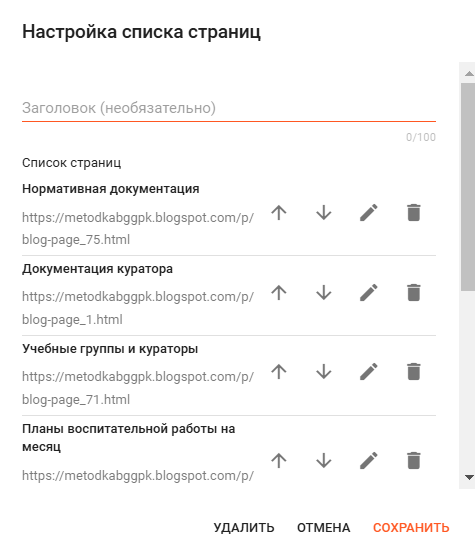 Настройка списка страниц
Заголовок (необязательно)
0/100
Список страниц
Нормативная документация
https://metodkabggpk.blogspot.com/p/
blog-page_75.html
Документация куратора
https://metodkabggpk.blogspot.com/p/
blog-page_1.html
Учебные группы и кураторы
https://metodkabggpk.blogspot.com/p/
blog-page_71.html
Планы воспитательной работы на
месяц
https://metodkabggpk.blogspot.com/p/
УДАЛИТЬ ОТМЕНА СОХРАНИТЬ